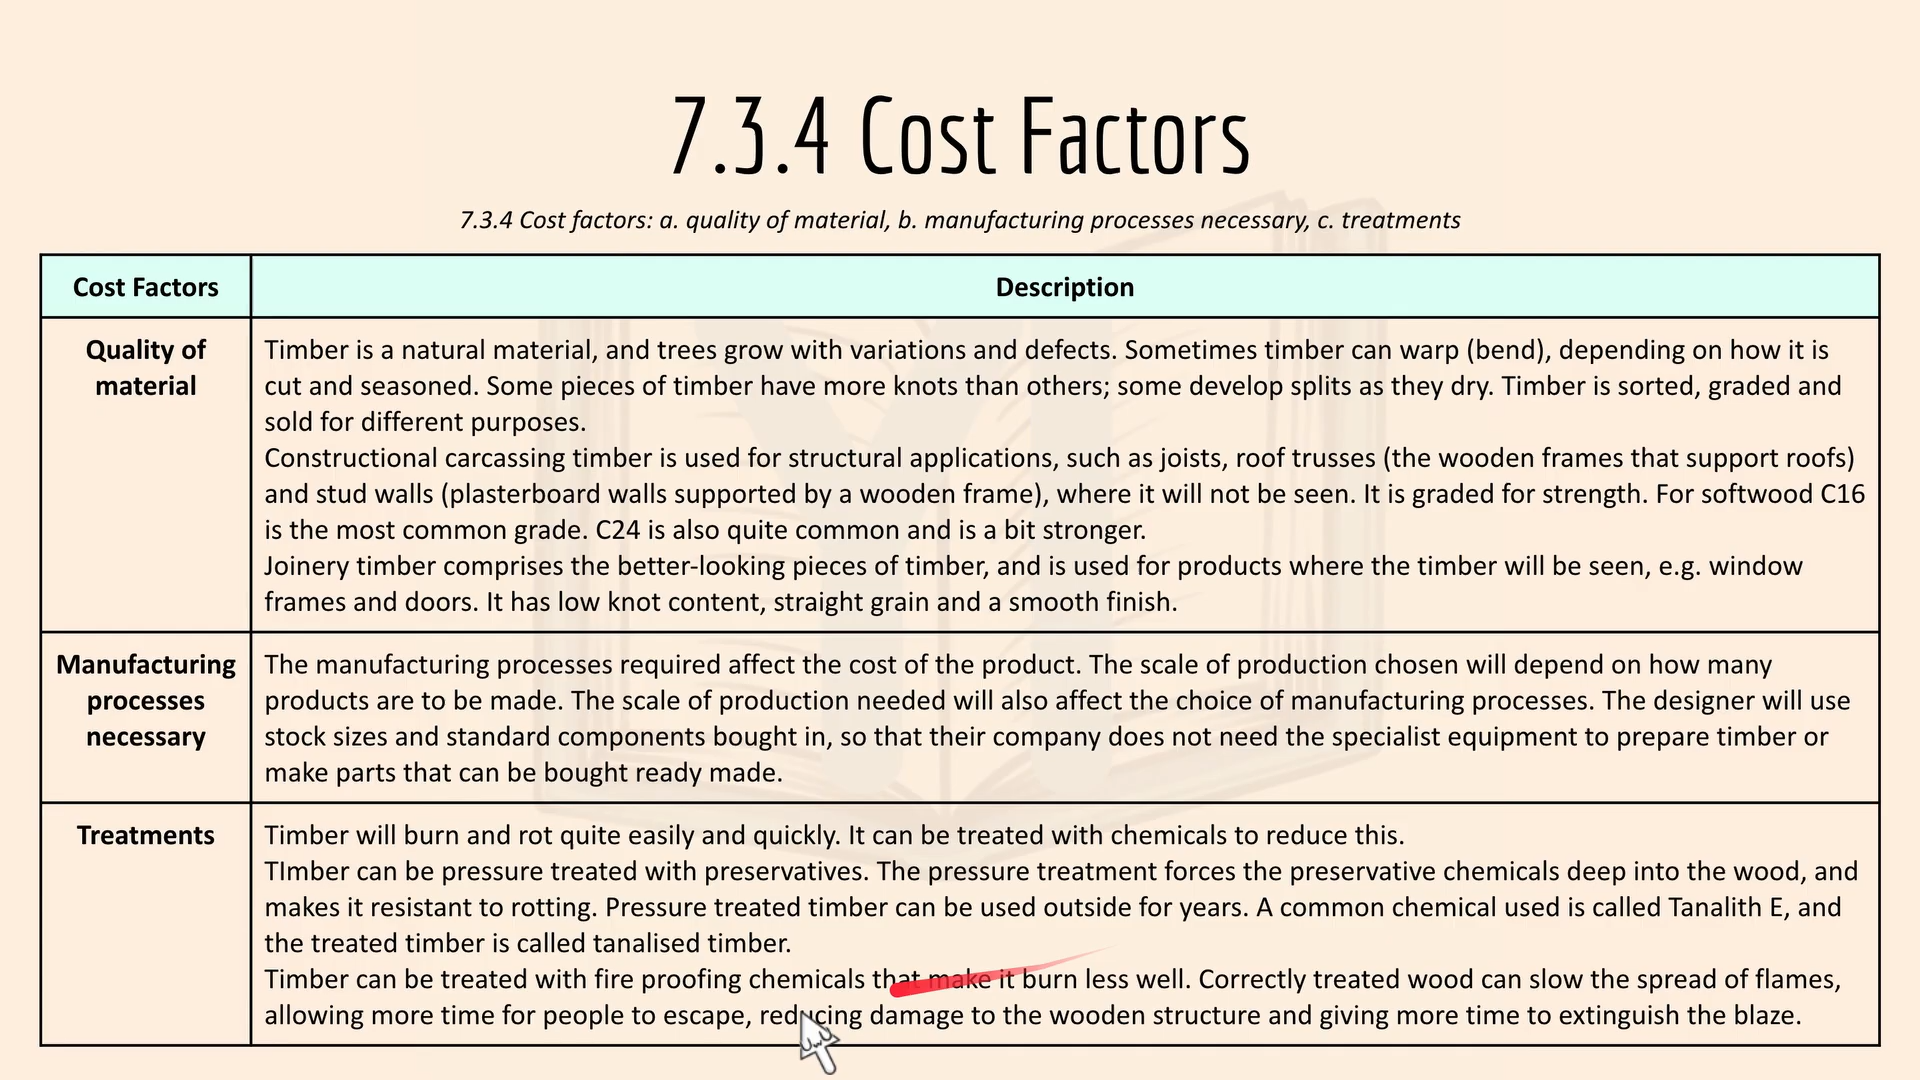 7.3.4 Cost Factors
7.3.4 Cost factors: a. quality of material, b. manufacturing processes necessary, c. treatments
Cost Factors
Description
Quality of
material
Timber is a natural material, and trees grow with variations and defects. Sometimes timber can warp (bend), depending on how it is
cut and seasoned. Some pieces of timber have more knots than others; some develop splits as they dry. Timber is sorted, graded and
sold for different purposes.
Constructional carcassing timber is used for structural applications, such as joists, roof trusses (the wooden frames that support roofs)
and stud walls (plasterboard walls supported by a wooden frame), where it will not be seen. It is graded for strength. For softwood C16
is the most common grade. C24 is also quite common and is a bit stronger.
Joinery timber comprises the better-looking pieces of timber, and is used for products where the timber will be seen, e.g. window
frames and doors. It has low knot content, straight grain and a smooth finish.
Manufacturing
processes
necessary
The manufacturing processes required affect the cost of the product. The scale of production chosen will depend on how many
products are to be made. The scale of production needed will also affect the choice of manufacturing processes. The designer will use
stock sizes and standard components bought in, so that their company does not need the specialist equipment to prepare timber or
make parts that can be bought ready made.
Treatments
Timber will burn and rot quite easily and quickly. It can be treated with chemicals to reduce this.
TImber can be pressure treated with preservatives. The pressure treatment forces the preservative chemicals deep into the wood, and
makes it resistant to rotting. Pressure treated timber can be used outside for years. A common chemical used is called Tanalith E, and
the treated timber is called tanalised timber.
Timber can be treated with fire proofing chemicals that make it burn less well. Correctly treated wood can slow the spread of flames,
allowing more time for people to escape, reducing damage to the wooden structure and giving more time to extinguish the blaze.